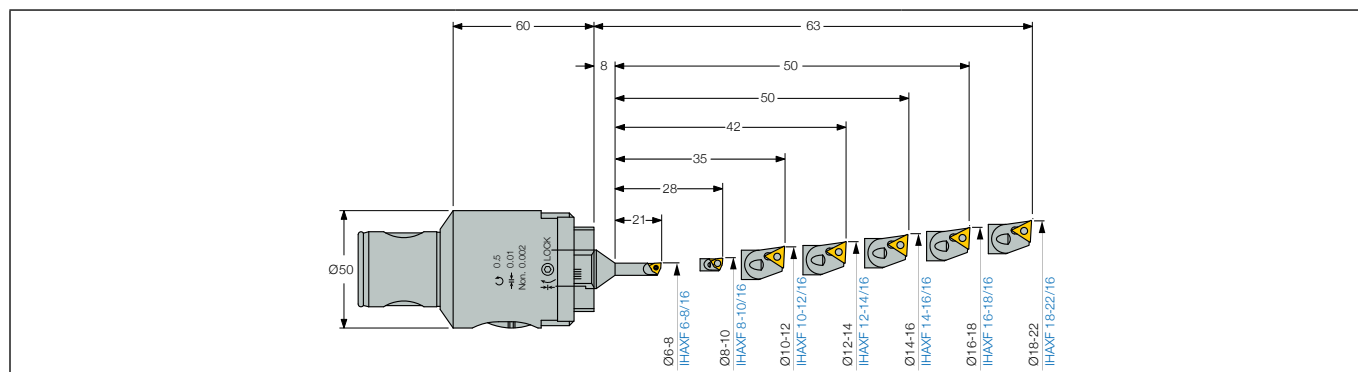 60
63
8
50
50
42
35
28
21
Ø50
0.5
0.01
Non. 0.002
LOCK
Ø6-8
IHAXF 6-8/16
Ø8-10
IHAXF 8-10/16
Ø10-12
IHAXF 10-12/16
Ø12-14
IHAXF 12-14/16
Ø14-16
IHAXF 14-16/16
Ø16-18
IHAXF 16-18/16
Ø18-22
IHAXF 18-22/16